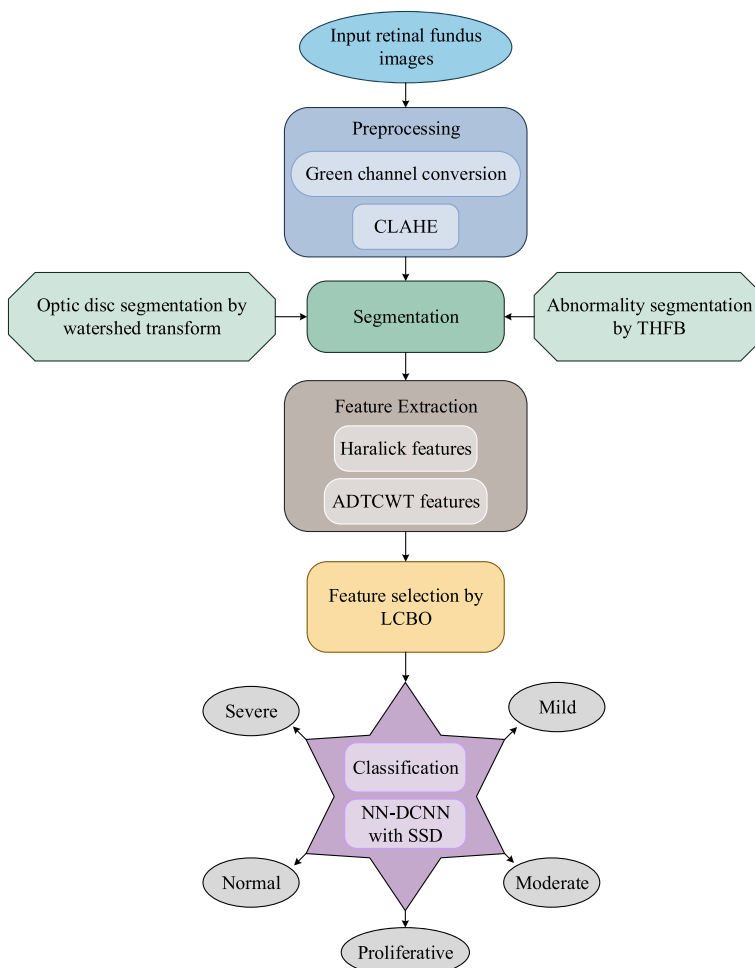 Input retinal fundus
images
Preprocessing
Green channel conversion
CLAHE
Optic disc segmentation by
watershed transform
Segmentation
Abnormality segmentation
by THFB
Feature Extraction
Haralick features
ADTCWT features
Feature selection by
LCBO
Severe
Mild
Classification
NN-DCNN
with SSD
Normal
Moderate
Proliferative